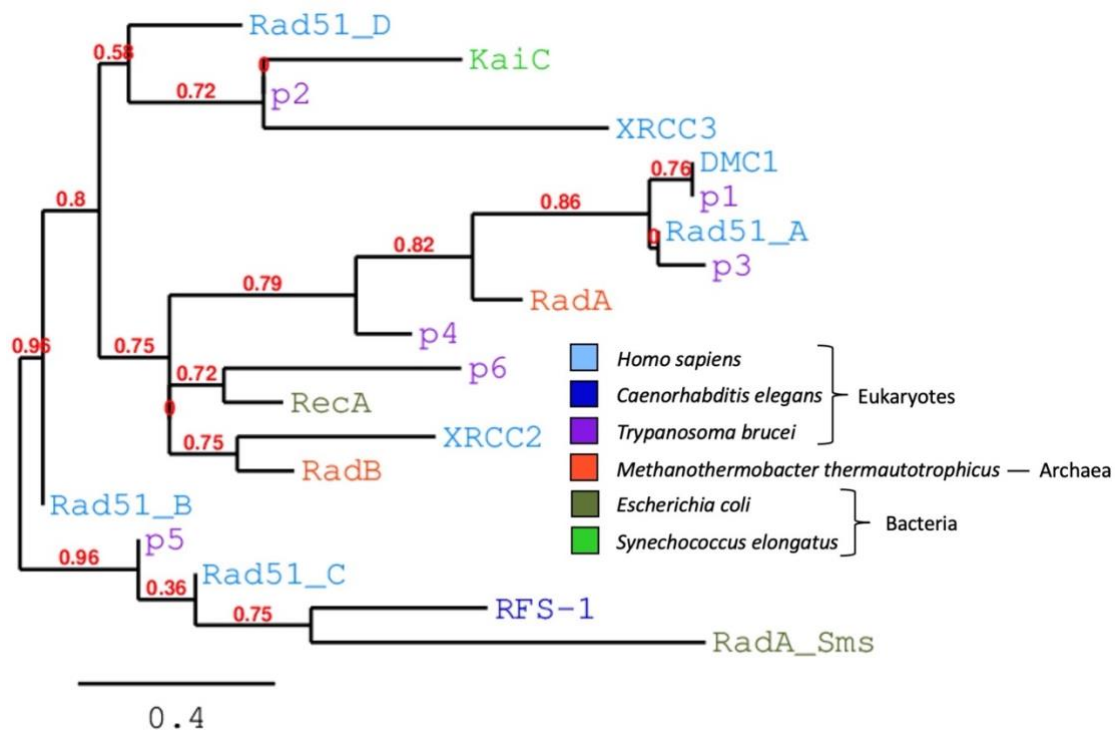 Rad51_D
0.58
0
KaiC
0.72
p2
XRCC3
DMC1
0.76
p1
0.8
0.86
Rad51_A
0
0.82
p3
0.79
RadA
p4
0.96
0.75
Homo sapiens
p6
0.72
Caenorhabditis elegans
Eukaryotes
RecA
0
Trypanosoma brucei
XRCC2
0.75
RadB
Methanothermobacter thermautotrophicus
Archaea
Rad51_B
Escherichia coli
Bacteria
p5
Synechococcus elongatus
0.96
Rad51_C
0.36
RFS-1
0.75
RadA_Sms
0.4